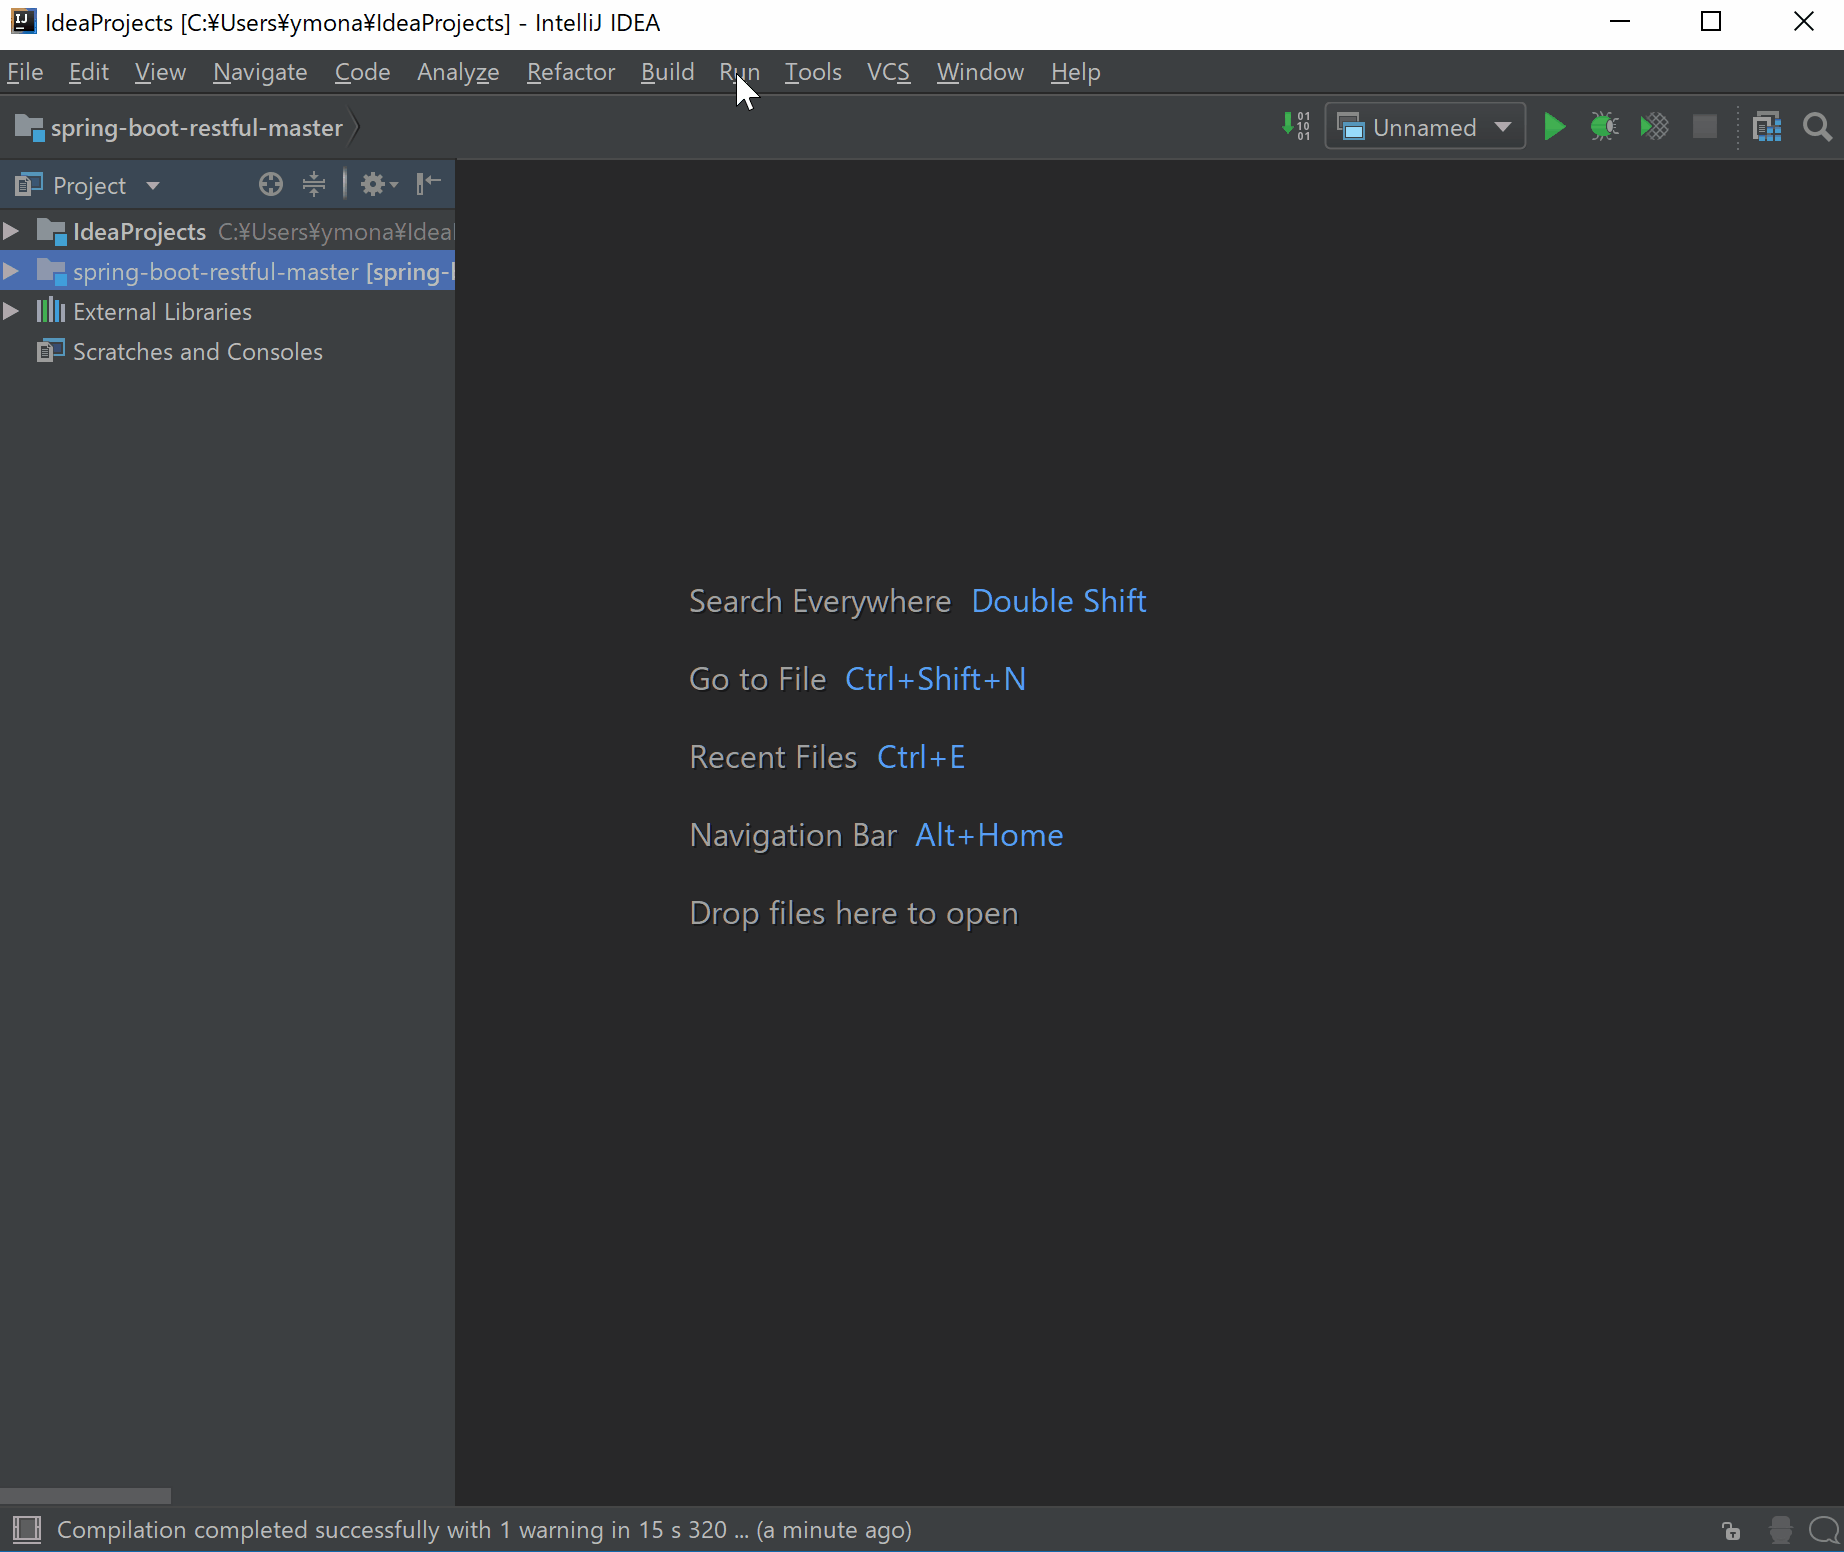 IdeaProjects [C:¥Users¥ymona¥IdeaProjects] - IntelliJ IDEA
File Edit View Navigate Code Analyze Refactor Build Run Tools VCS Window Help
spring-boot-restful-master
Unnamed
Project
IdeaProjects C:¥Users¥ymona¥Idea
spring-boot-restful-master [spring-
External Libraries
Scratches and Consoles
Search Everywhere Double Shift
Go to File Ctrl+Shift+N
Recent Files Ctrl+E
Navigation Bar Alt+Home
Drop files here to open
Compilation completed successfully with 1 warning in 15 s 320 ... (a minute ago)